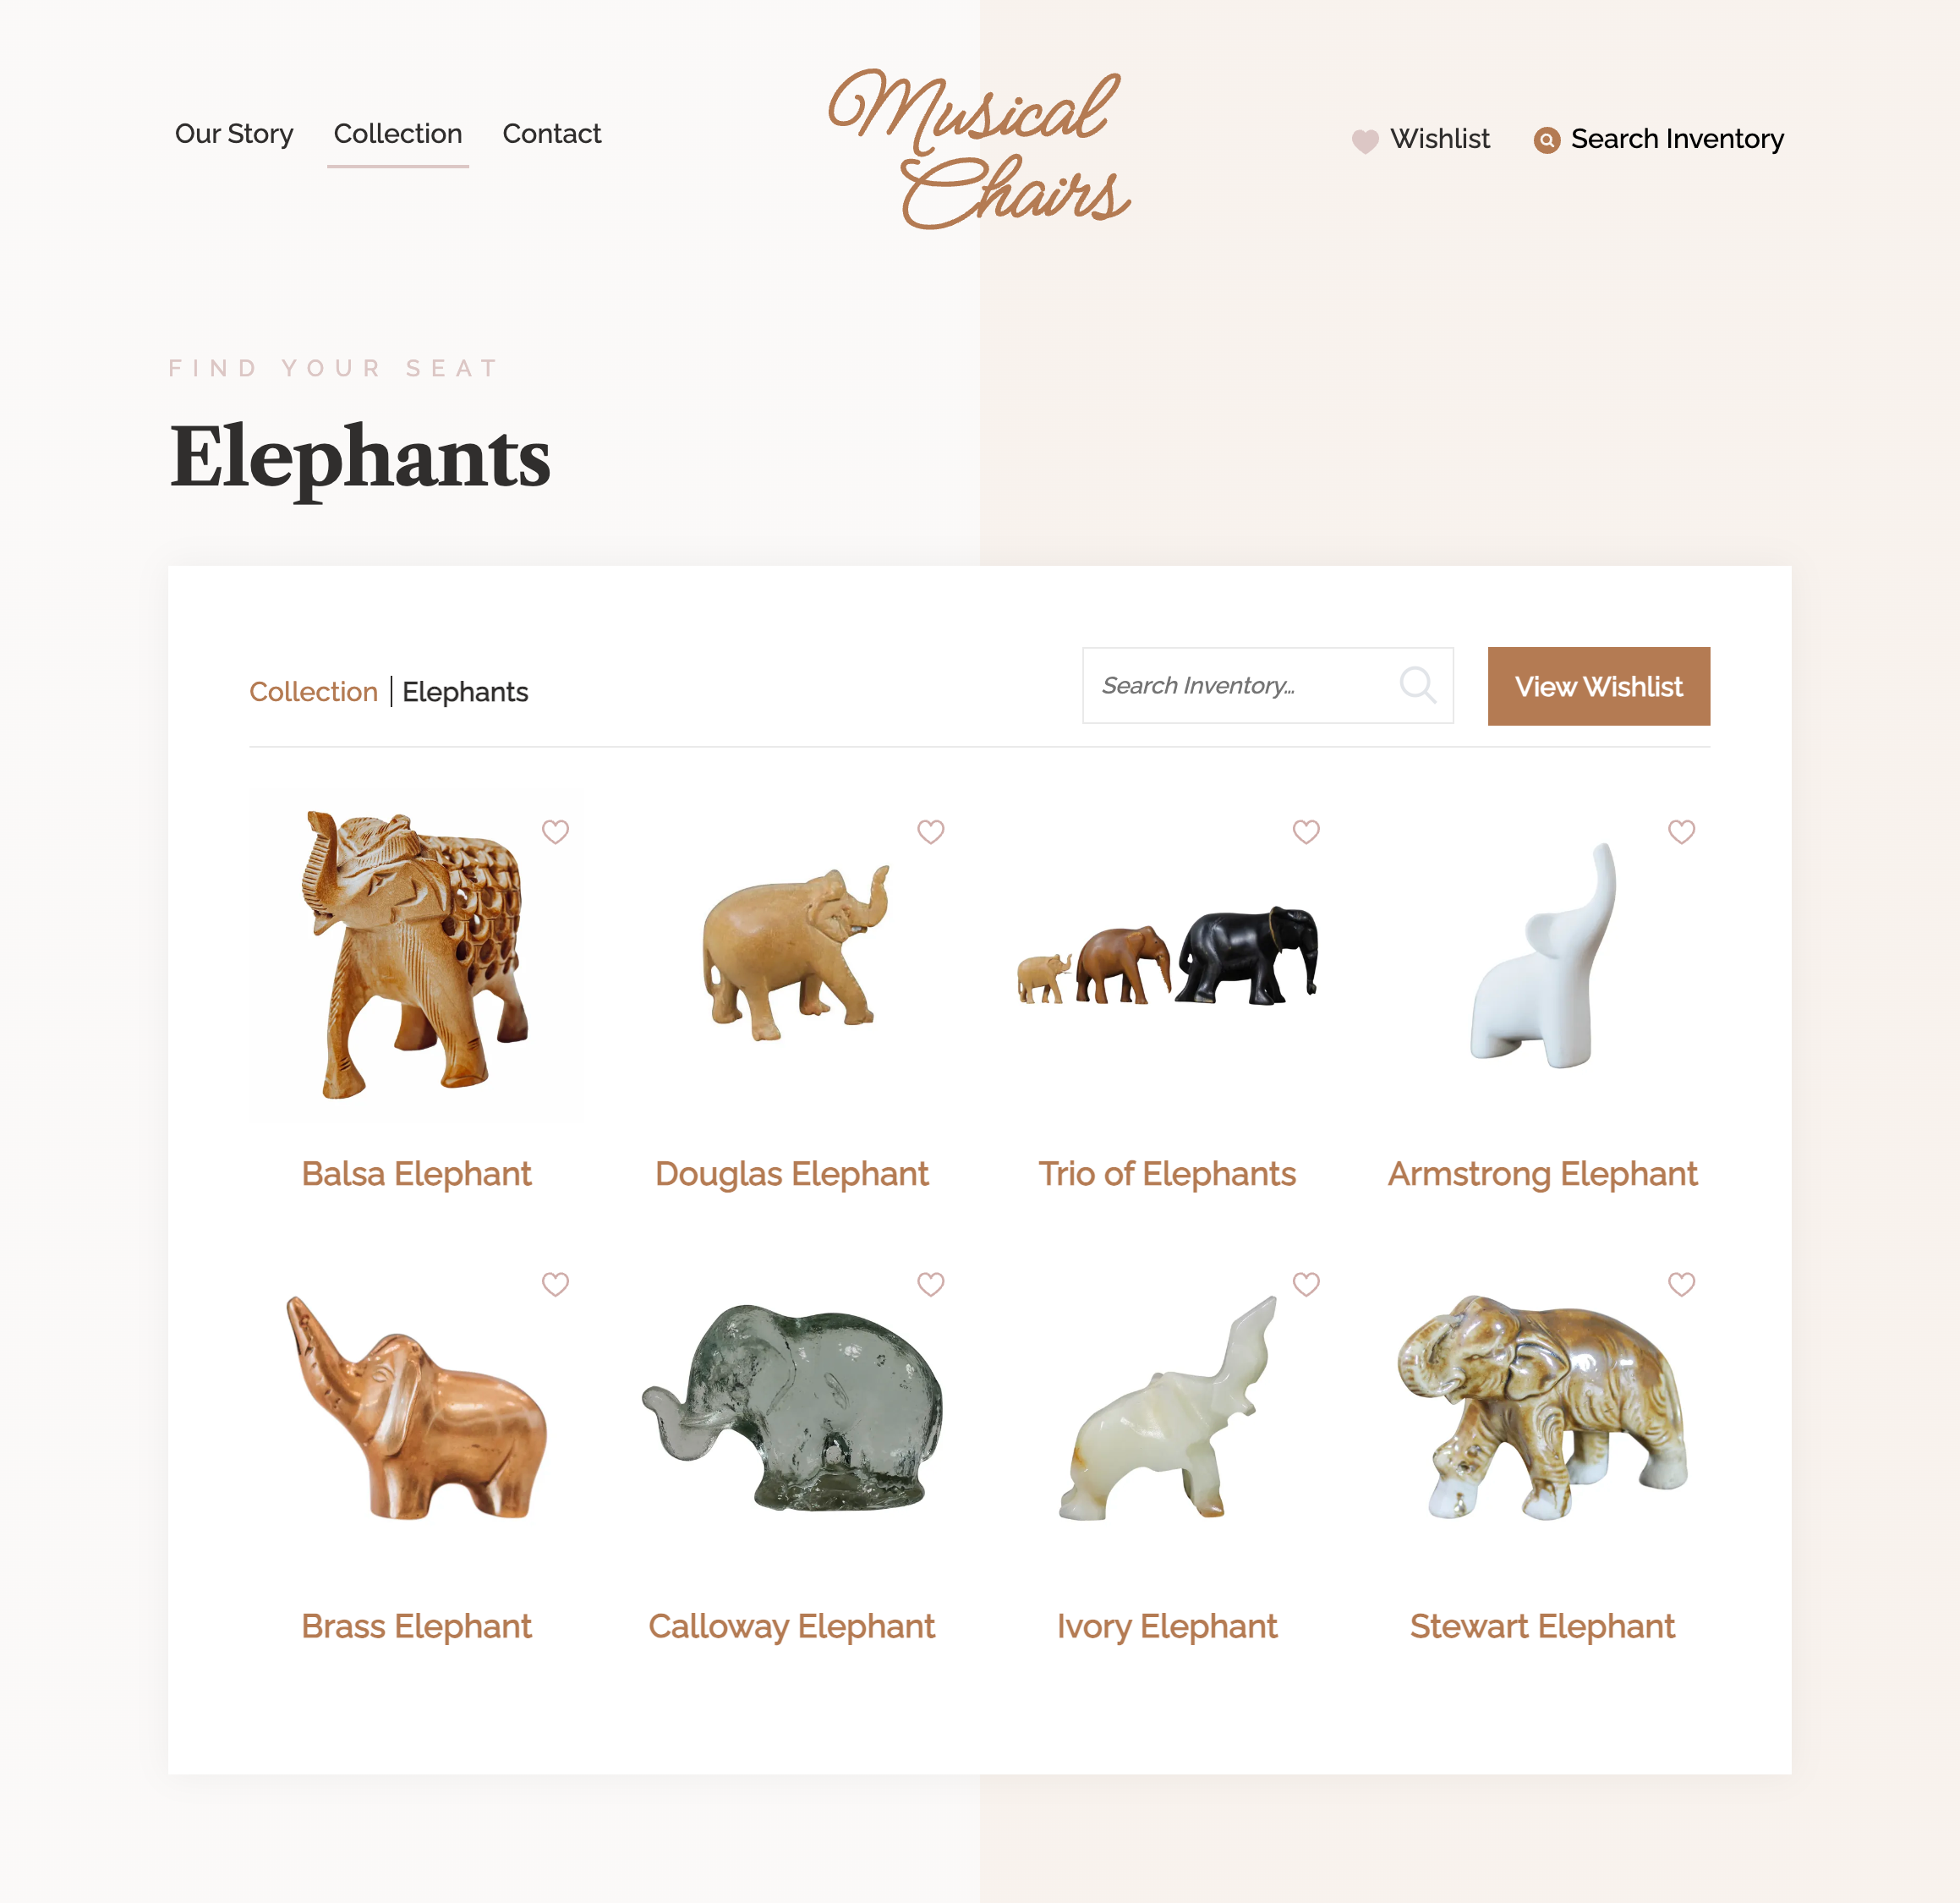 Our Story
Collection
Contact
Musical
Chairs
Wishlist
Search Inventory
FIND YOUR SEAT
Elephants
Collection
Elephants
Search Inventory...
View Wishlist
Balsa Elephant
Douglas Elephant
Trio of Elephants
Armstrong Elephant
Brass Elephant
Calloway Elephant
Ivory Elephant
Stewart Elephant